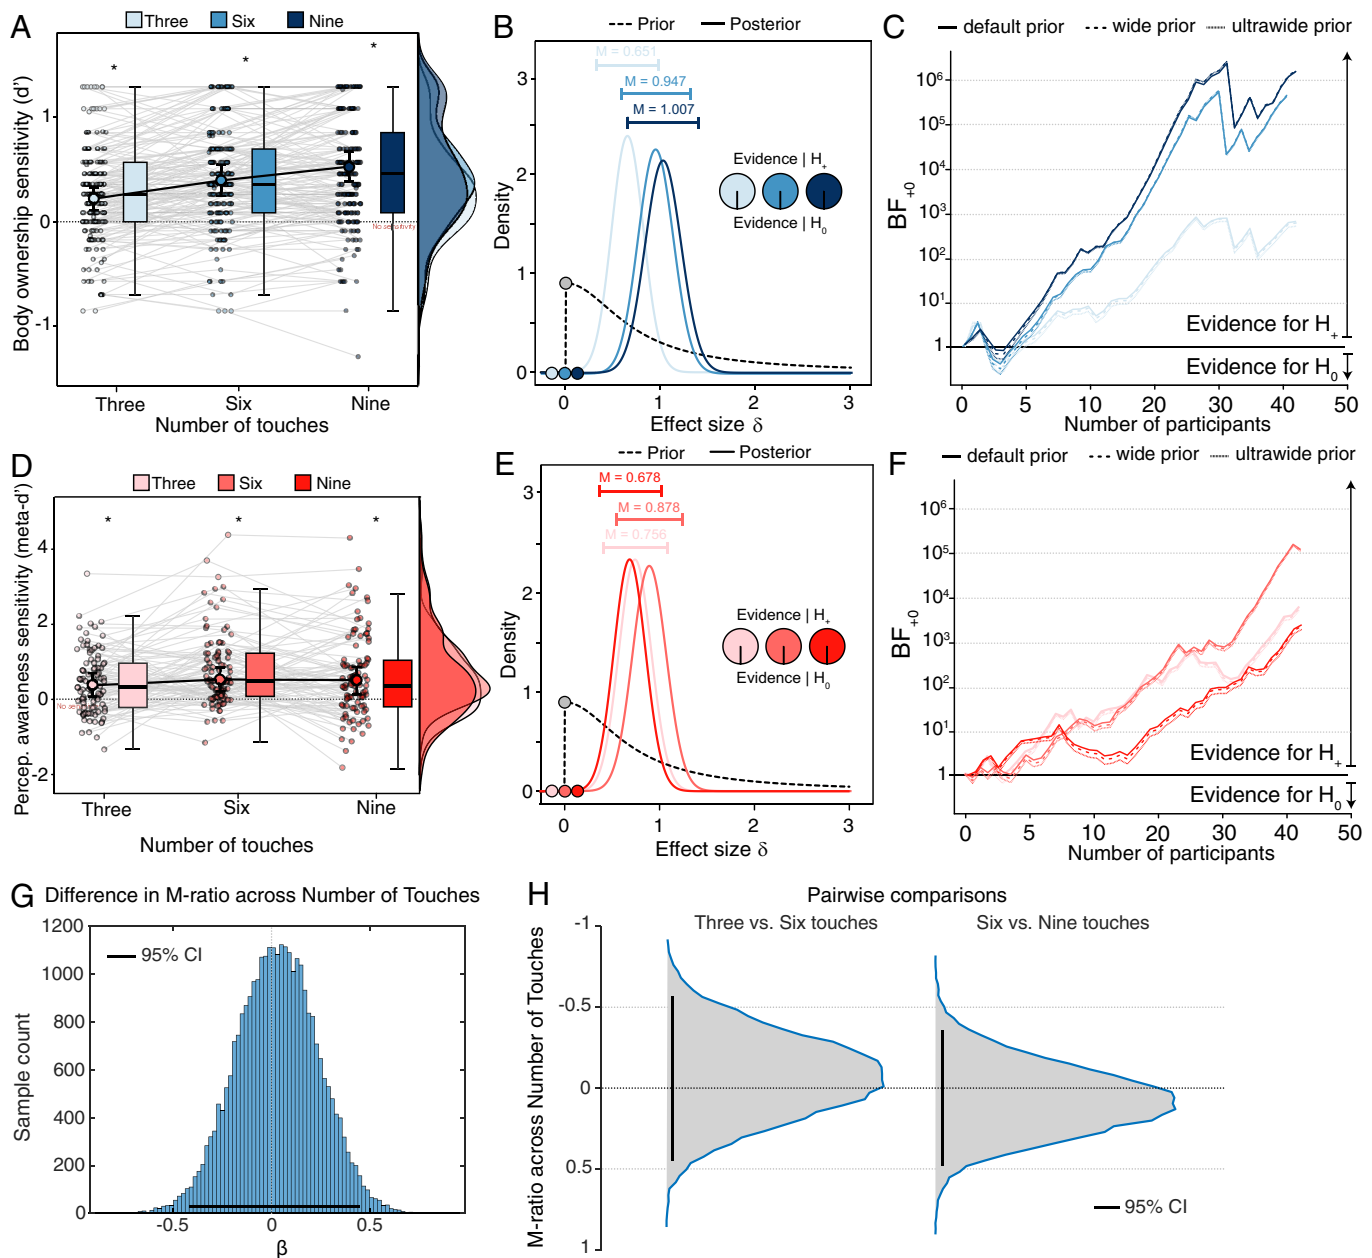 A
Three
Six
Nine
*
*
*
Body ownership sensitivity (d')
1
0
-1
No sensitivity
Three
Six
Nine
Number of touches
B
Prior
Posterior
M = 0.651
M = 0.947
M = 1.007
Evidence | H+
Evidence | H0
Density
3
2
1
0
0
1
2
3
Effect size δ
C
default prior
wide prior
ultrawide prior
BF+0
10^6
10^5
10^4
10^3
10^2
10^1
1
Evidence for H+
Evidence for H0
0
5
10
20
30
40
50
Number of participants
D
Three
Six
Nine
*
*
*
Percep. awareness sensitivity (meta-d')
4
2
0
-2
No sen
Three
Six
Nine
Number of touches
E
Prior
Posterior
M = 0.678
M = 0.878
M = 0.756
Evidence | H+
Evidence | H0
Density
3
2
1
0
0
1
2
3
Effect size δ
F
default prior
wide prior
ultrawide prior
BF+0
10^6
10^5
10^4
10^3
10^2
10^1
1
Evidence for H+
Evidence for H0
0
5
10
20
30
40
50
Number of participants
G
Difference in M-ratio across Number of Touches
95% CI
Sample count
1200
1000
800
600
400
200
0
-0.5
0
0.5
β
H
Pairwise comparisons
Three vs. Six touches
Six vs. Nine touches
M-ratio across Number of Touches
-1
-0.5
0
0.5
1
95% CI